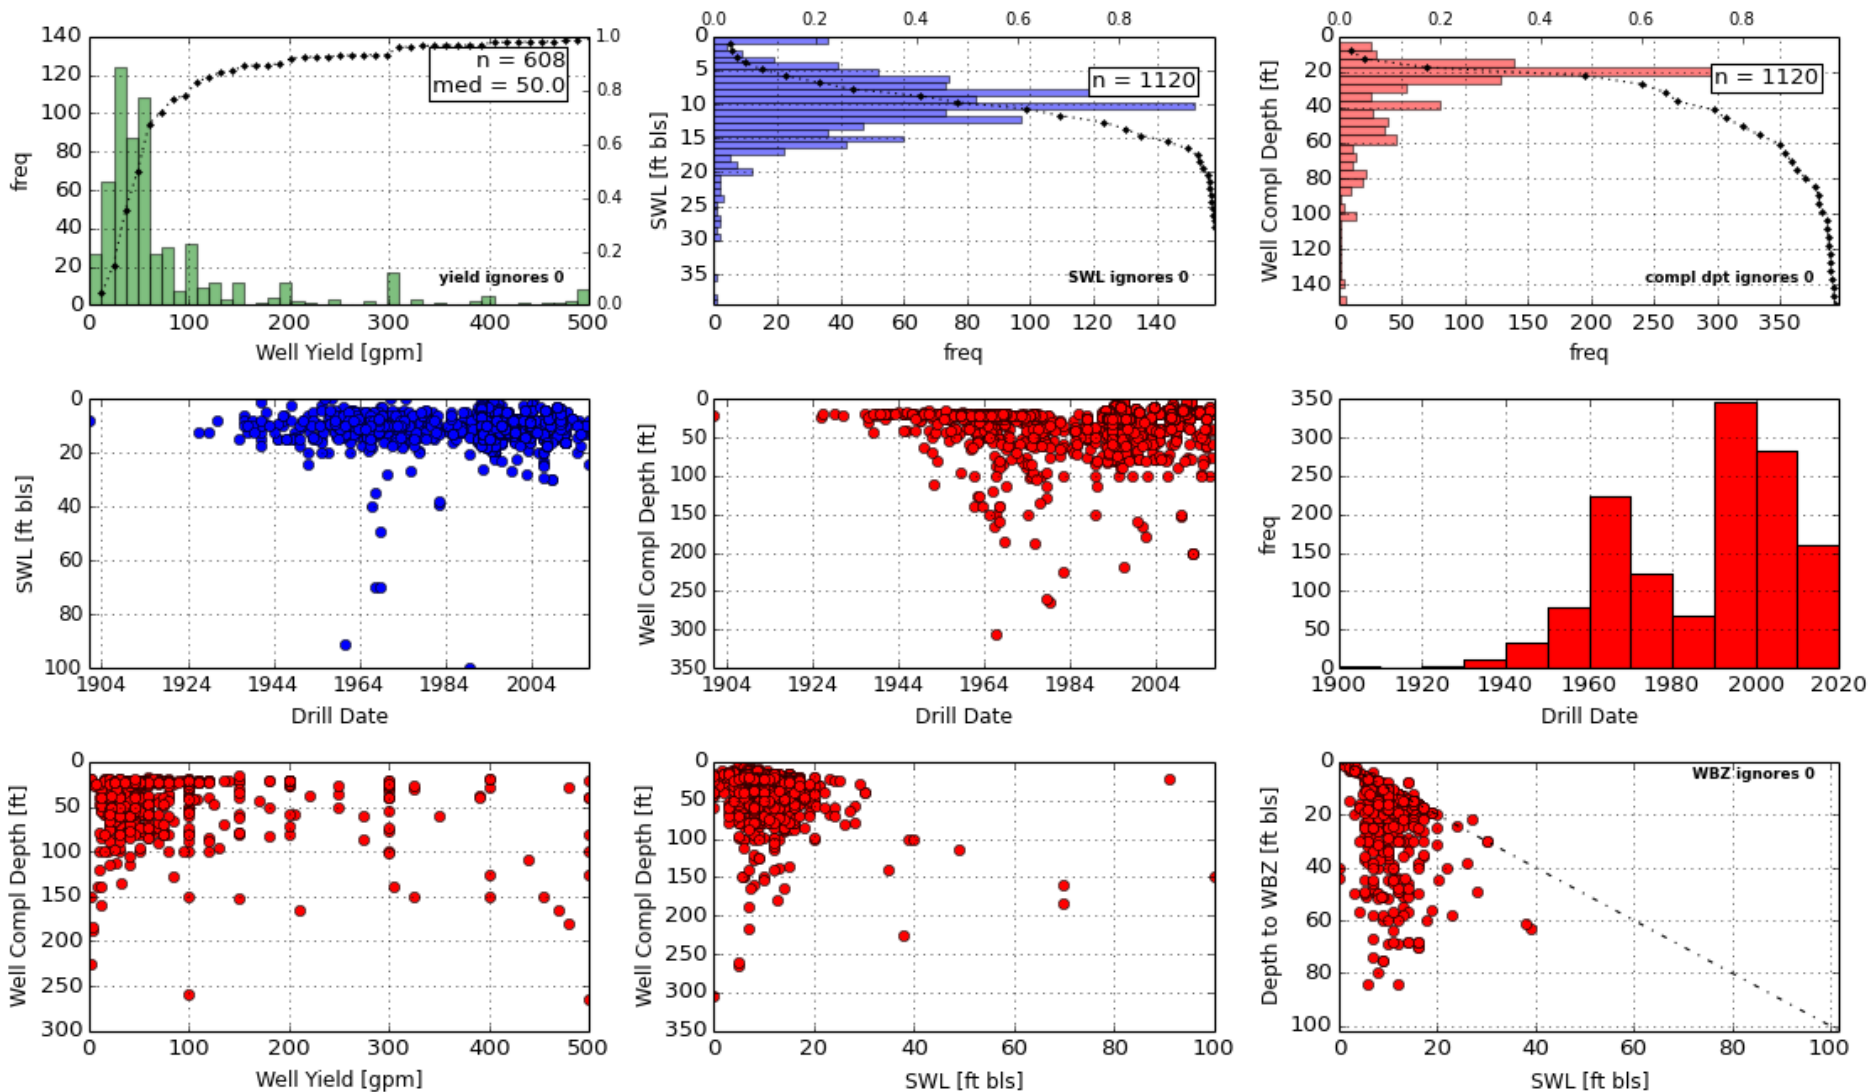 0.0 0.2 0.4 0.6 0.8
0.0 0.2 0.4 0.6 0.8
140
120
100
80
60
40
20
0
freq
1.0
0.8
0.6
0.4
0.2
0.0
n = 608
med = 50.0
yield ignores 0
0 100 200 300 400 500
Well Yield [gpm]
0
5
10
15
20
25
30
35
SWL [ft bls]
n = 1120
SWL ignores 0
0 20 40 60 80 100 120 140
freq
0
20
40
60
80
100
120
140
Well Compl Depth [ft]
n = 1120
compl dpt ignores 0
0 50 100 150 200 250 300 350
freq
0
20
40
60
80
100
SWL [ft bls]
1904 1924 1944 1964 1984 2004
Drill Date
0
50
100
150
200
250
300
350
Well Compl Depth [ft]
1904 1924 1944 1964 1984 2004
Drill Date
350
300
250
200
150
100
50
0
freq
1900 1920 1940 1960 1980 2000 2020
Drill Date
0
50
100
150
200
250
300
Well Compl Depth [ft]
0 100 200 300 400 500
Well Yield [gpm]
0
50
100
150
200
250
300
350
Well Compl Depth [ft]
0 20 40 60 80 100
SWL [ft bls]
0
20
40
60
80
100
Depth to WBZ [ft bls]
WBZ ignores 0
0 20 40 60 80 100
SWL [ft bls]